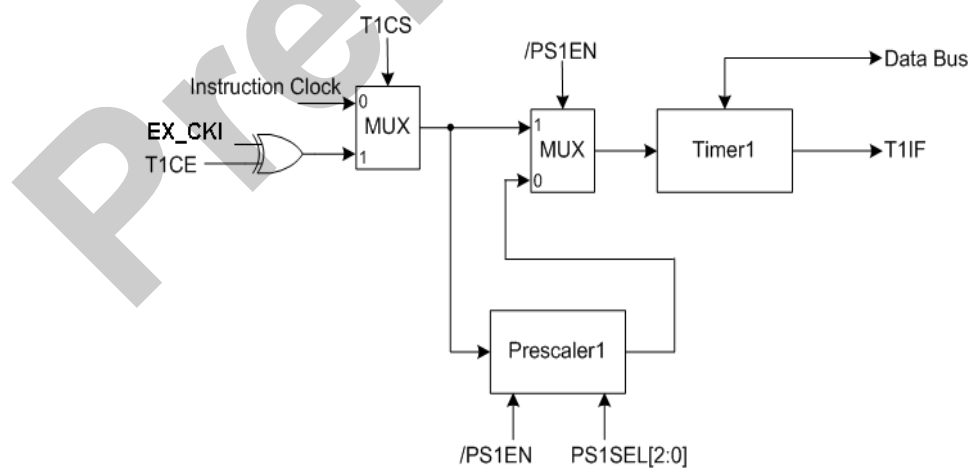 T1CS
/PS1EN
Data Bus
Instruction Clock
0
MUX
1
EX_CKI
T1CE
1
MUX
0
Timer1
T1IF
Prescaler1
/PS1EN
PS1SEL[2:0]
Pre